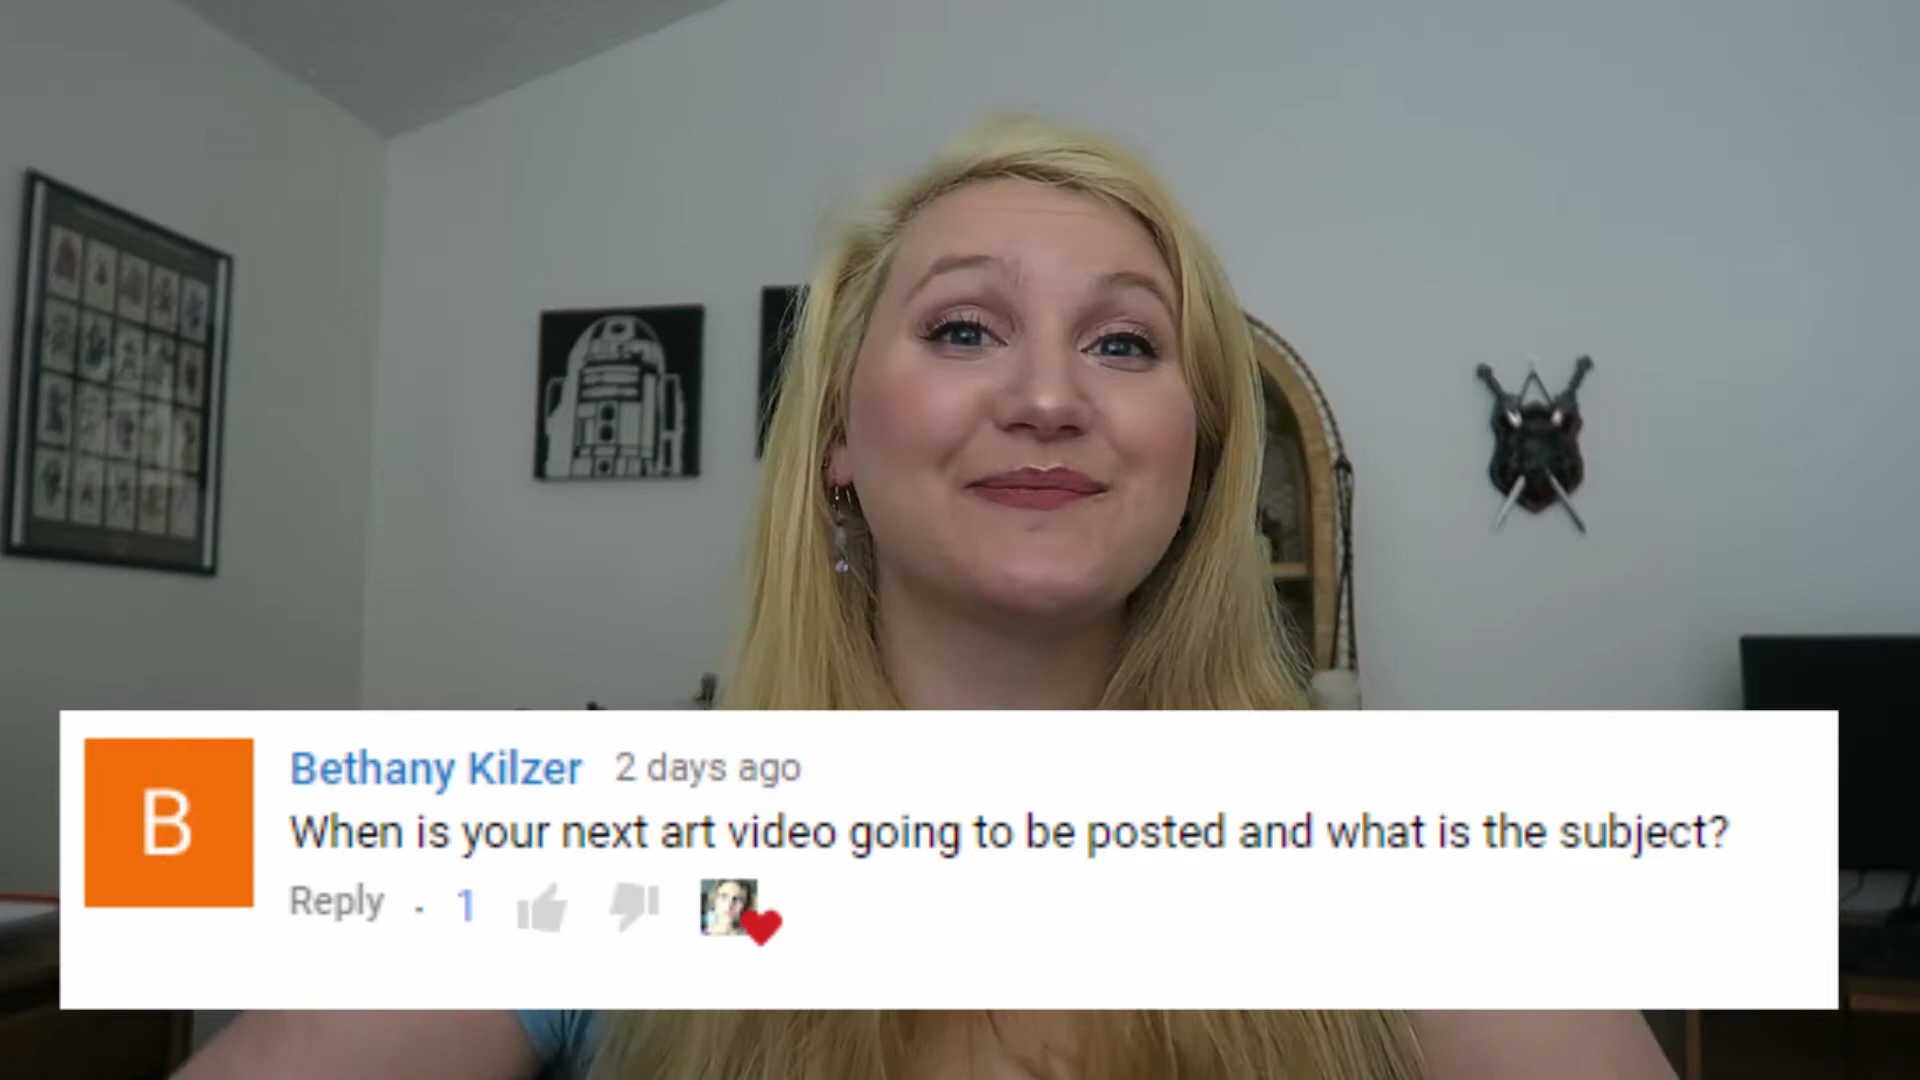 B
Bethany Kilzer 2 days ago
When is your next art video going to be posted and what is the subject?
Reply . 1